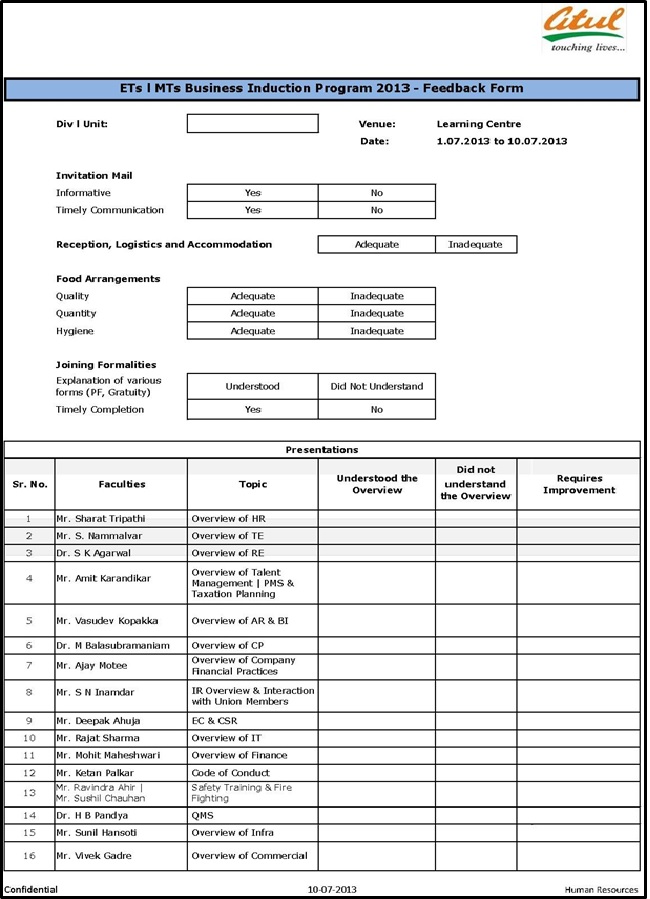 atul
touching lives...
ETs l MTs Business Induction Program 2013 - Feedback Form
Div l Unit: Venue: Learning Centre
Date: 1.07.2013 to 10.07.2013
Invitation Mail
Informative Yes No
Timely Communication Yes No
Reception, Logistics and Accommodation Adequate Inadequate
Food Arrangements
Quality Adequate Inadequate
Quantity Adequate Inadequate
Hygiene Adequate Inadequate
Joining Formalities
Explanation of various
forms (PF, Gratuity) Understood Did Not Understand
Timely Completion Yes No
Presentations
Sr. No. Faculties Topic Understood the
Overview Did not
understand
the Overview Requires
Improvement
1 Mr. Sharat Tripathi Overview of HR
2 Mr. S. Nammalvar Overview of TE
3 Dr. S K Agarwal Overview of RE
4 Mr. Amit Karandikar Overview of Talent
Management | PMS &
Taxation Planning
5 Mr. Vasudev Kopakka Overview of AR & BI
6 Dr. M Balasubramaniam Overview of CP
7 Mr. Ajay Motee Overview of Company
Financial Practices
8 Mr. S N Inamdar IR Overview & Interaction
with Union Members
9 Mr. Deepak Ahuja EC & CSR
10 Mr. Rajat Sharma Overview of IT
11 Mr. Mohit Maheshwari Overview of Finance
12 Mr. Ketan Palkar Code of Conduct
13 Mr. Ravindra Ahir |
Mr. Sushil Chauhan Safety Training & Fire
Fighting
14 Dr. H B Pandya QMS
15 Mr. Sunil Hansoti Overview of Infra
16 Mr. Vivek Gadre Overview of Commercial
Confidential 10-07-2013 Human Resources